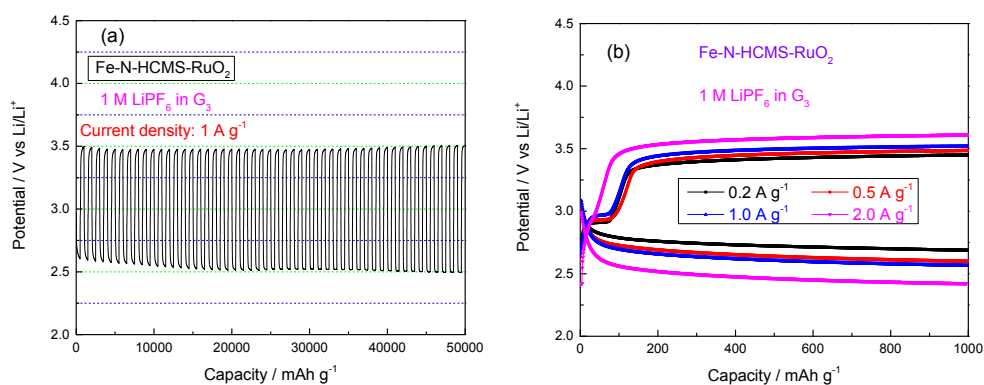 (a)
Fe-N-HCMS-RuO₂
1 M LiPF₆ in G₃
Current density: 1 A g⁻¹
Potential / V vs Li/Li⁺
4.5
4.0
3.5
3.0
2.5
2.0
0
10000
20000
30000
40000
50000
Capacity / mAh g⁻¹
(b)
Fe-N-HCMS-RuO₂
1 M LiPF₆ in G₃
0.2 A g⁻¹
0.5 A g⁻¹
1.0 A g⁻¹
2.0 A g⁻¹
Potential / V vs Li/Li⁺
4.5
4.0
3.5
3.0
2.5
2.0
0
200
400
600
800
1000
Capacity / mAh g⁻¹